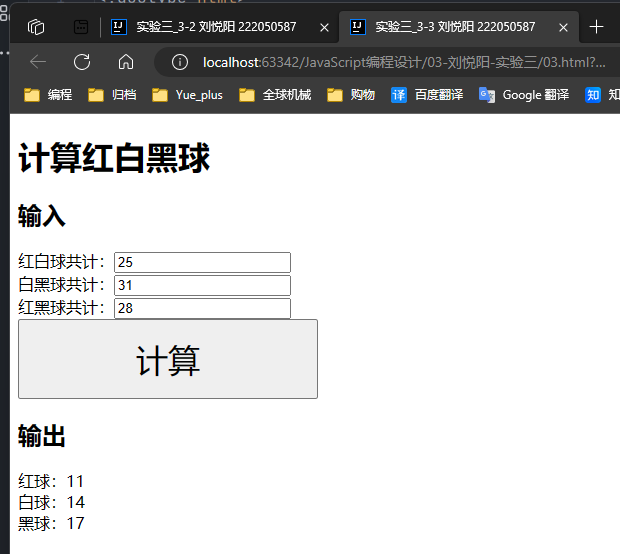 实验三_3-2 刘悦阳 222050587
实验三_3-3 刘悦阳 222050587
localhost:63342/JavaScript编程设计/03-刘悦阳-实验三/03.html?...
编程 归档 Yue_plus 全球机械 购物 译 百度翻译 Google 翻译 知
计算红白黑球
输入
红白球共计：25
白黑球共计：31
红黑球共计：28
计算
输出
红球：11
白球：14
黑球：17